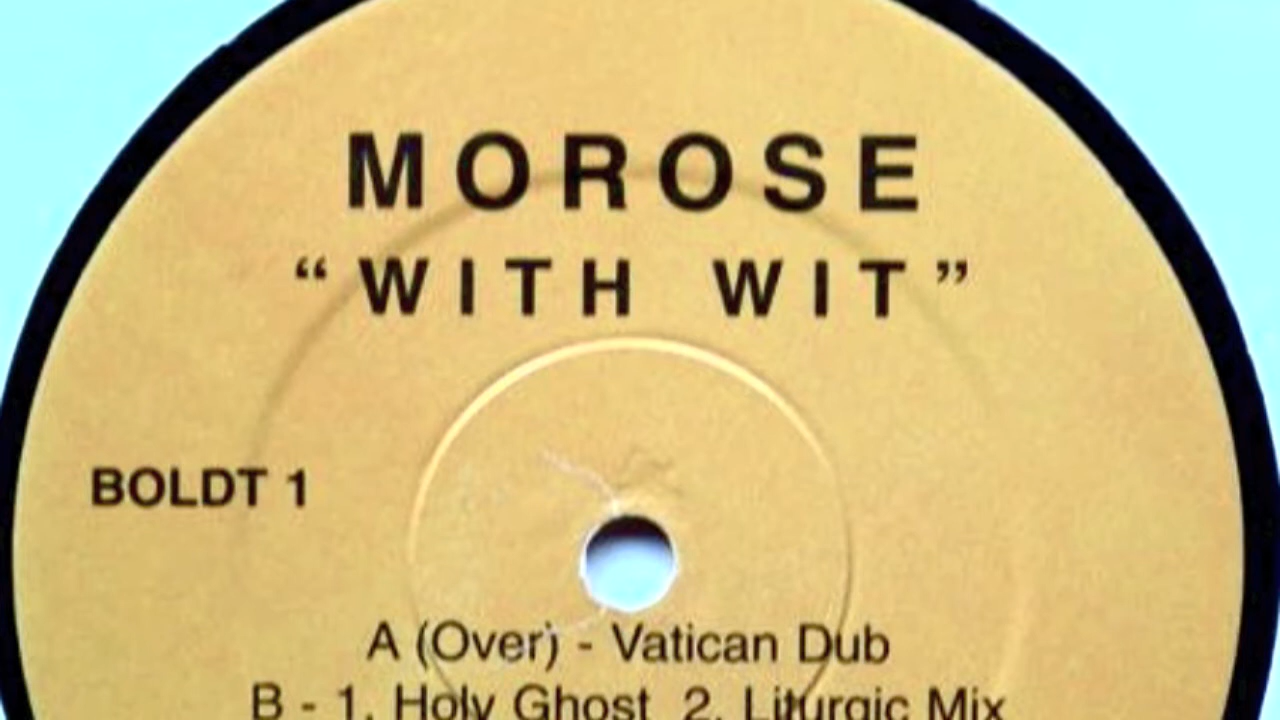 MOROSE
“WITH WIT”
BOLDT 1
A (Over) - Vatican Dub
B - 1. Holy Ghost 2. Liturgic Mix